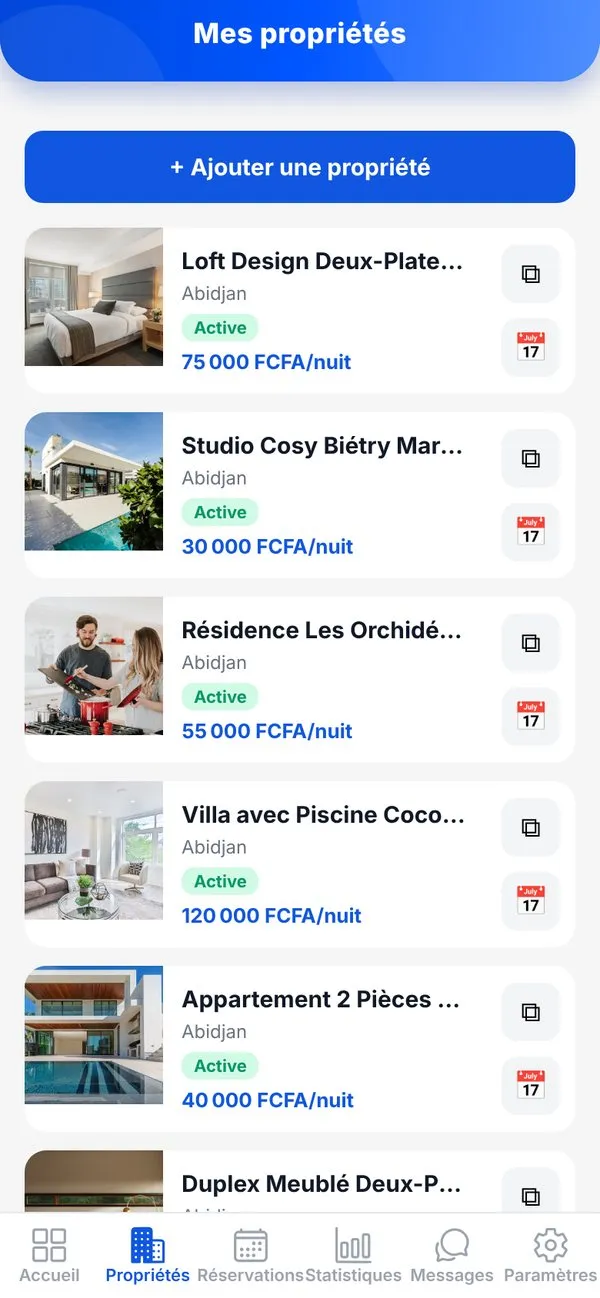 Mes propriétés
+ Ajouter une propriété
Loft Design Deux-Plate...
Abidjan
Active
75 000 FCFA/nuit
July
17
Studio Cosy Biétry Mar...
Abidjan
Active
30 000 FCFA/nuit
July
17
Résidence Les Orchidé...
Abidjan
Active
55 000 FCFA/nuit
July
17
Villa avec Piscine Coco...
Abidjan
Active
120 000 FCFA/nuit
July
17
Appartement 2 Pièces ...
Abidjan
Active
40 000 FCFA/nuit
July
17
Duplex Meublé Deux-P...
Accueil Propriétés Réservations Statistiques Messages Paramètres